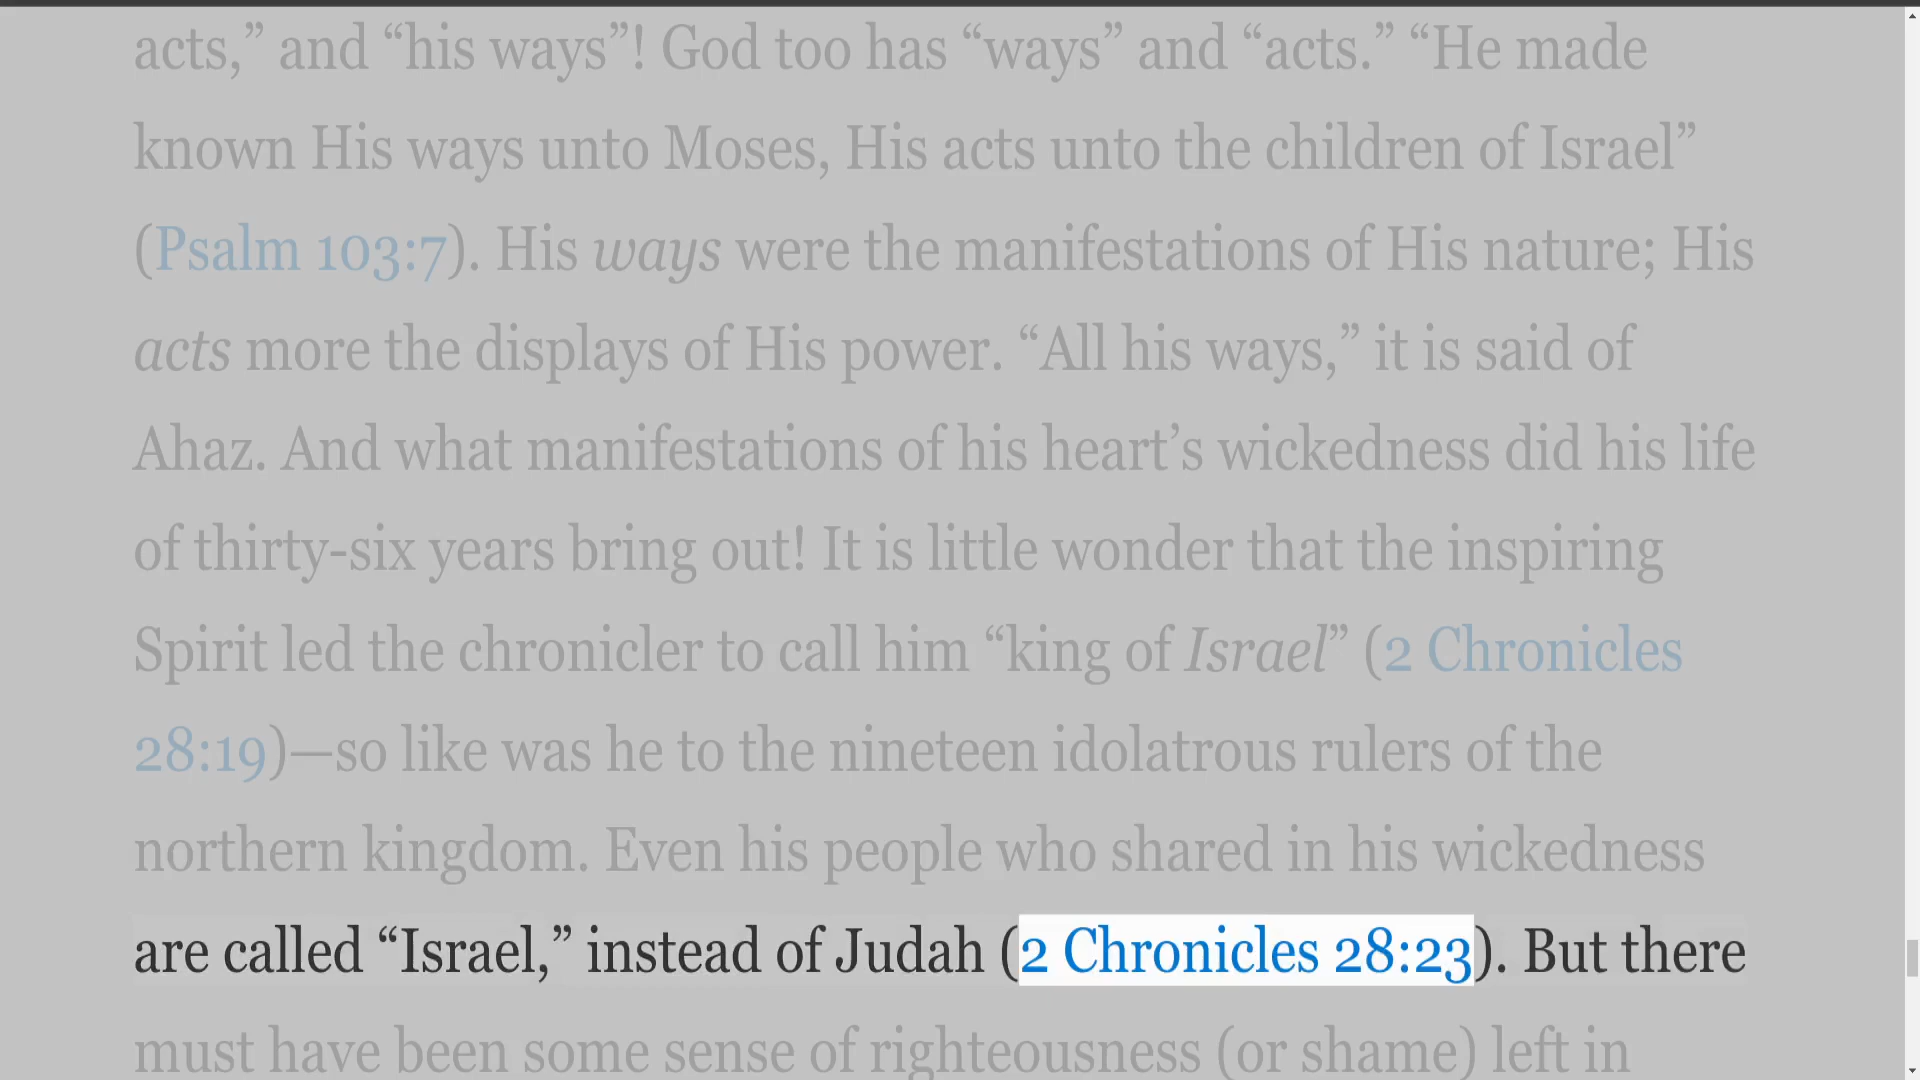 acts,” and “his ways”! God too has “ways” and “acts.” “He made
known His ways unto Moses, His acts unto the children of Israel”
(Psalm 103:7). His ways were the manifestations of His nature; His
acts more the displays of His power. “All his ways,” it is said of
Ahaz. And what manifestations of his heart’s wickedness did his life
of thirty-six years bring out! It is little wonder that the inspiring
Spirit led the chronicler to call him “king of Israel” (2 Chronicles
28:19)—so like was he to the nineteen idolatrous rulers of the
northern kingdom. Even his people who shared in his wickedness
are called “Israel,” instead of Judah (2 Chronicles 28:23). But there
must have been some sense of righteousness (or shame) left in